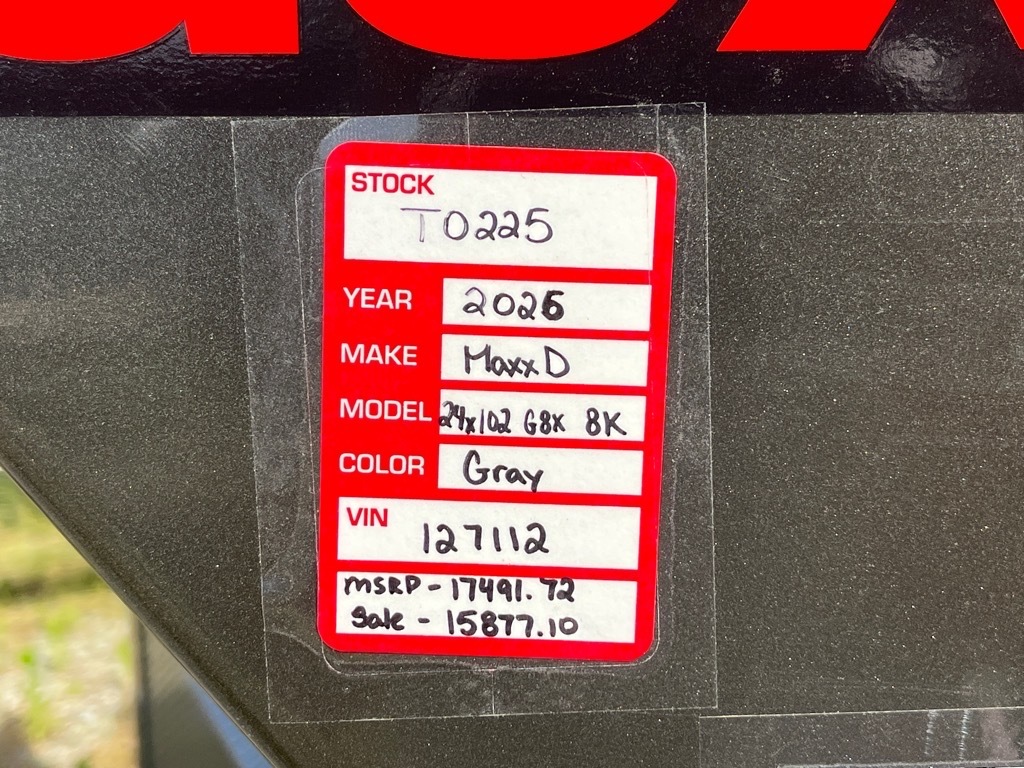 STOCK
T0225
YEAR 2026
MAKE MaxxD
MODEL 24x102 G8X 8K
COLOR Gray
VIN
127112
MSRP - 17491.72
Sale - 15877.10